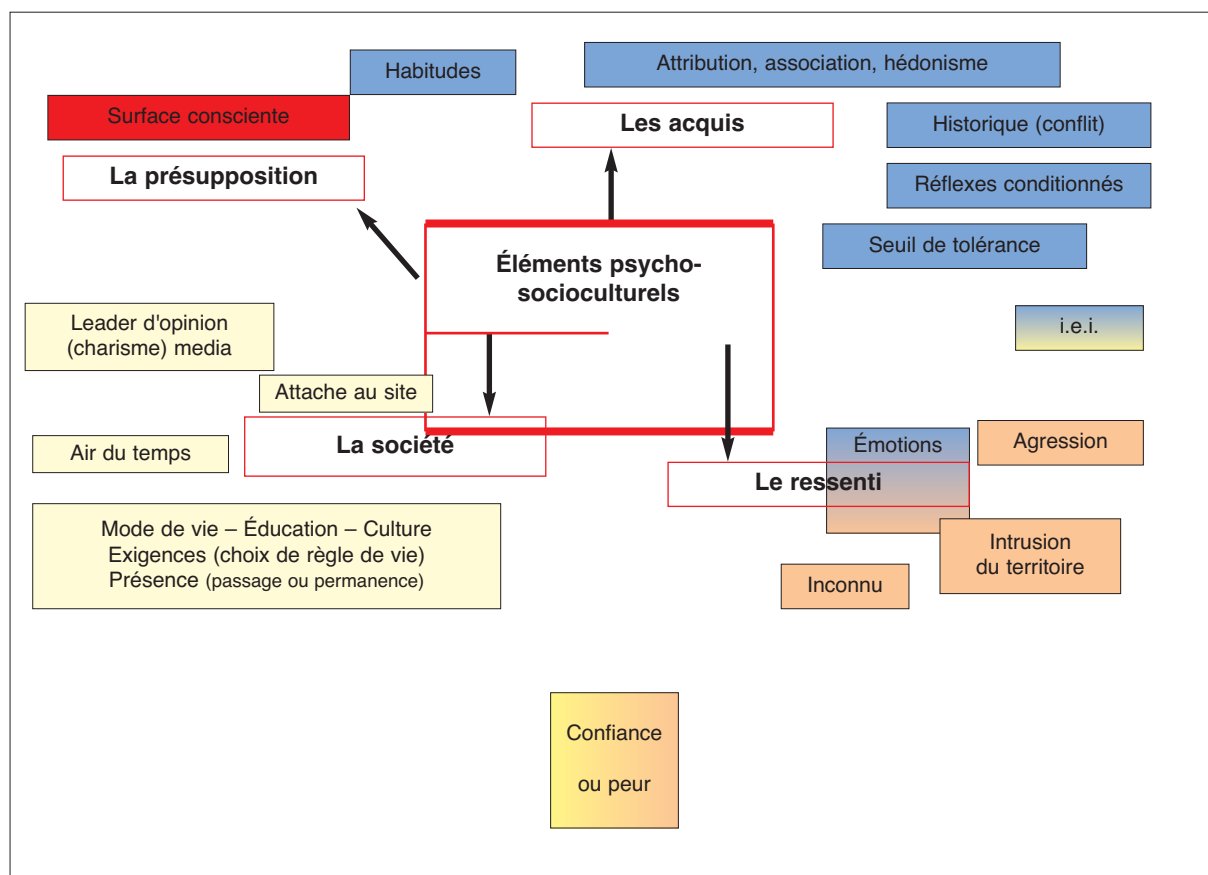 Habitudes
Attribution, association, hédonisme
Surface consciente
Les acquis
Historique (conflit)
La présupposition
Réflexes conditionnés
Seuil de tolérance
Éléments psycho-
socioculturels
Leader d'opinion
(charisme) media
i.e.i.
Attache au site
Air du temps
La société
Émotions
Agression
Le ressenti
Mode de vie – Éducation – Culture
Exigences (choix de règle de vie)
Présence (passage ou permanence)
Intrusion
du territoire
Inconnu
Confiance
ou peur